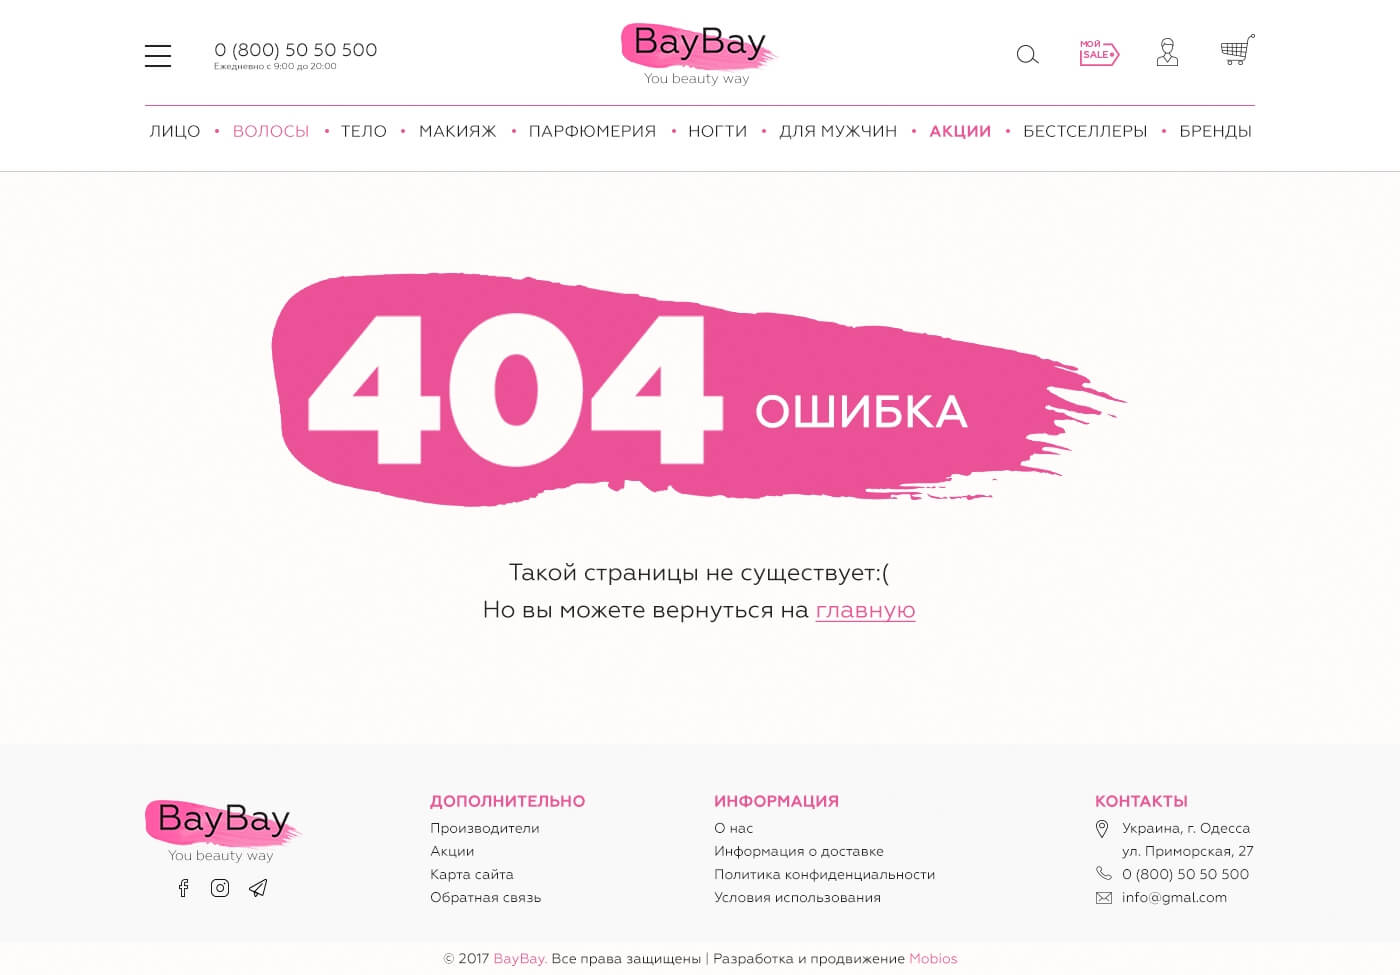 0 (800) 50 50 500
Ежедневно с 9:00 до 20:00
BayBay
You beauty way
МОЙ
SALE
ЛИЦО • ВОЛОСЫ • ТЕЛО • МАКИЯЖ • ПАРФЮМЕРИЯ • НОГТИ • ДЛЯ МУЖЧИН • АКЦИИ • БЕСТСЕЛЛЕРЫ • БРЕНДЫ
404 ОШИБКА
Такой страницы не существует:(
Но вы можете вернуться на главную
BayBay
You beauty way
ДОПОЛНИТЕЛЬНО
Производители
Акции
Карта сайта
Обратная связь
ИНФОРМАЦИЯ
О нас
Информация о доставке
Политика конфиденциальности
Условия использования
КОНТАКТЫ
Украина, г. Одесса
ул. Приморская, 27
0 (800) 50 50 500
info@gmal.com
© 2017 BayBay. Все права защищены | Разработка и продвижение Mobios